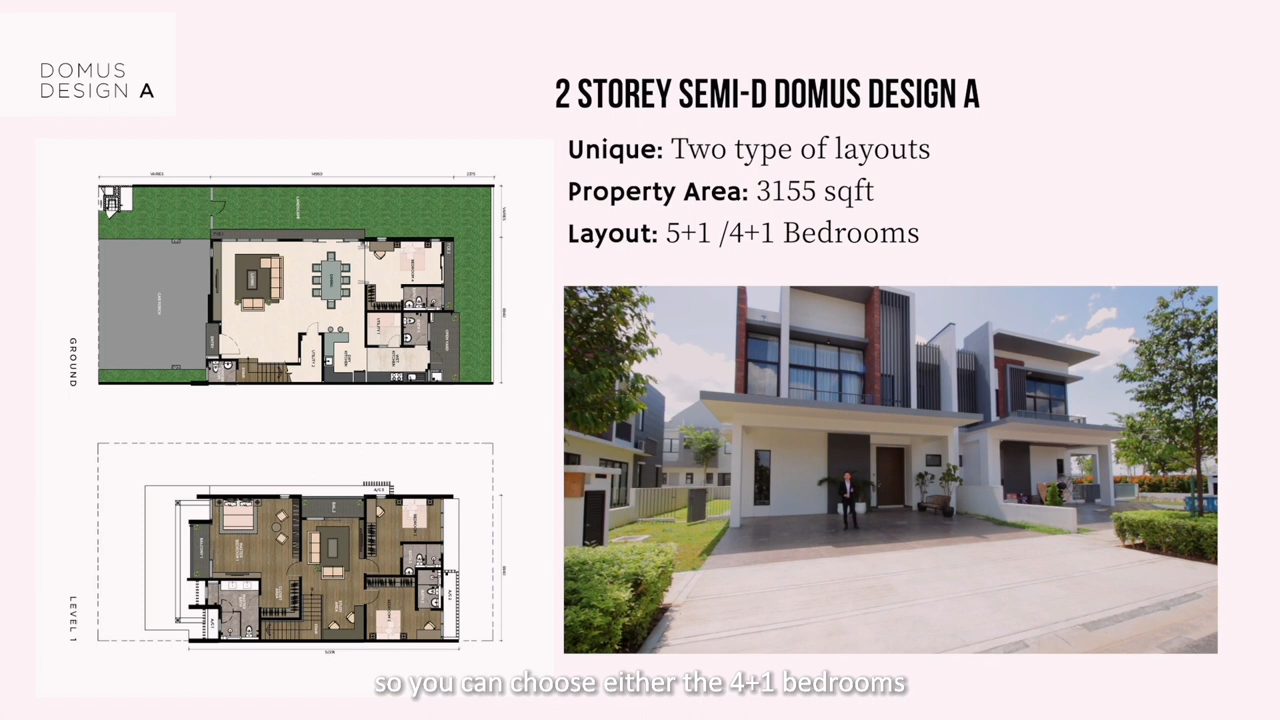 DOMUS
DESIGN A
2 STOREY SEMI-D DOMUS DESIGN A
Unique: Two type of layouts
Property Area: 3155 sqft
Layout: 5+1 /4+1 Bedrooms
GROUND
LEVEL 1
so you can choose either the 4+1 bedrooms